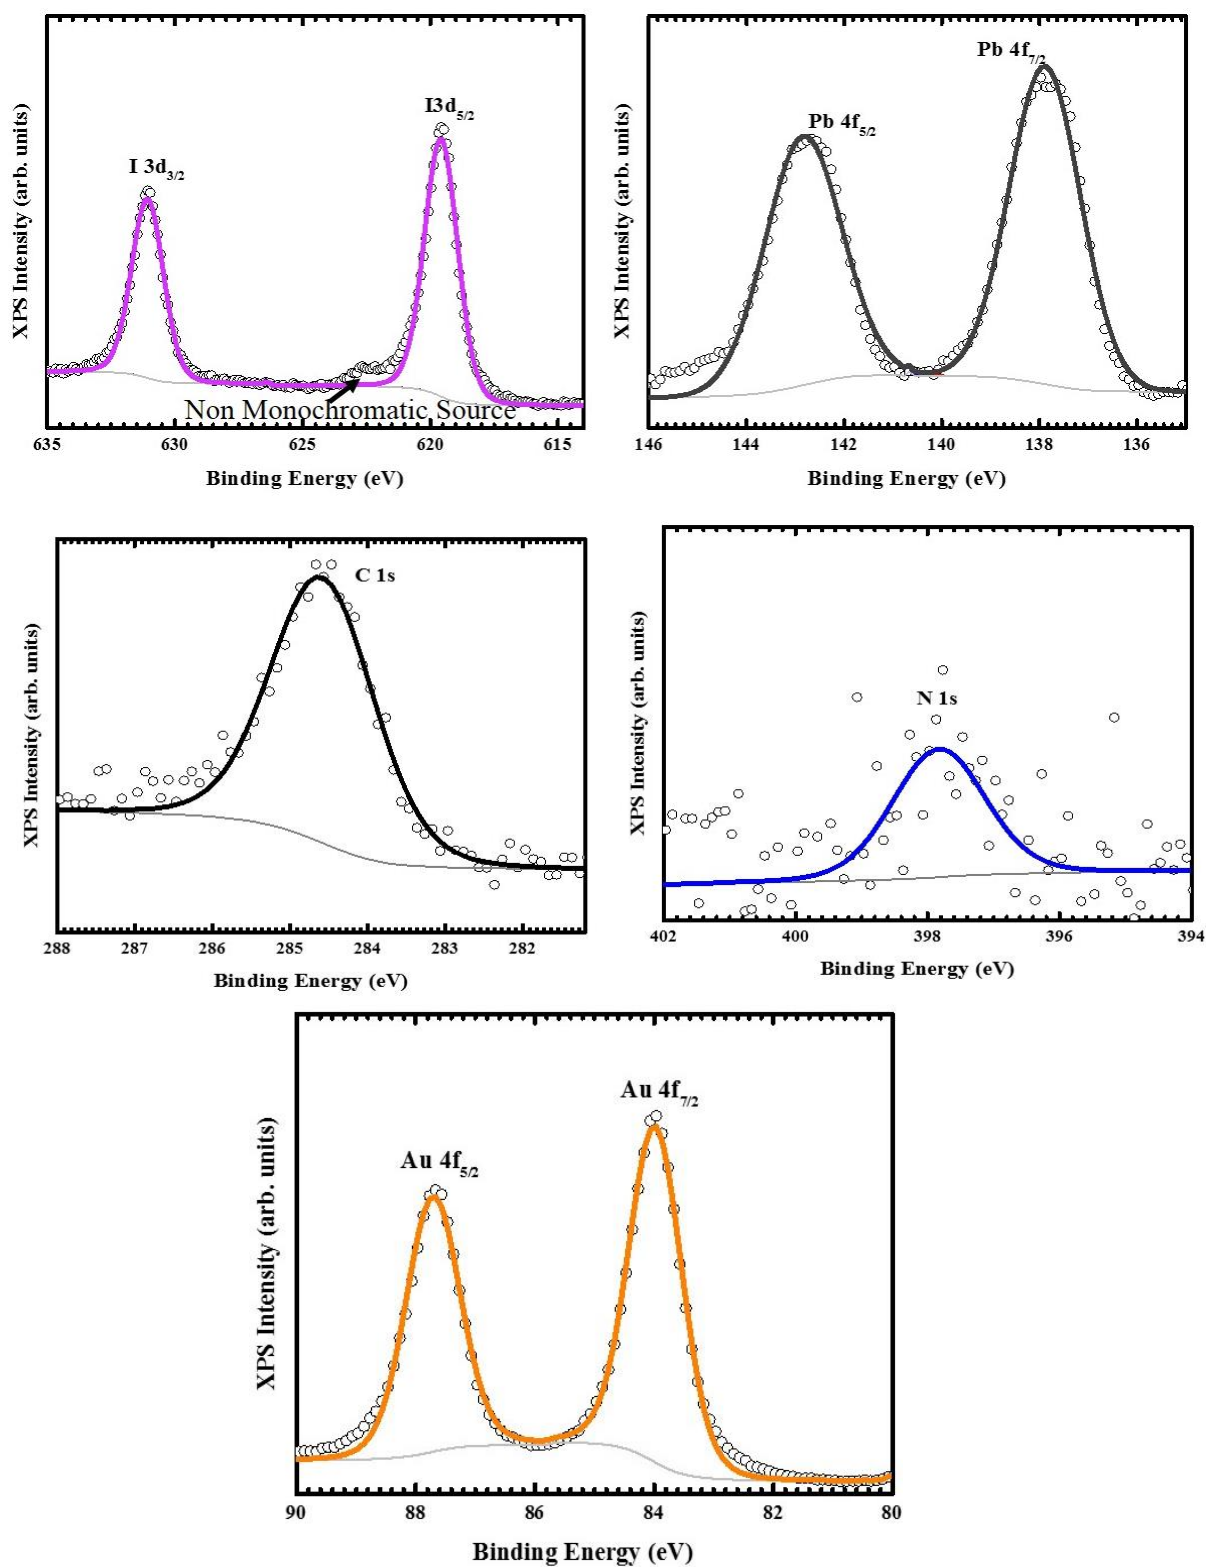 XPS Intensity (arb. units)
I 3d3/2
I3d5/2
Non Monochromatic Source
635 630 625 620 615
Binding Energy (eV)
XPS Intensity (arb. units)
Pb 4f7/2
Pb 4f5/2
146 144 142 140 138 136
Binding Energy (eV)
XPS Intensity (arb. units)
C 1s
288 287 286 285 284 283 282
Binding Energy (eV)
XPS Intensity (arb. units)
N 1s
402 400 398 396 394
Binding Energy (eV)
XPS Intensity (arb. units)
Au 4f7/2
Au 4f5/2
90 88 86 84 82 80
Binding Energy (eV)